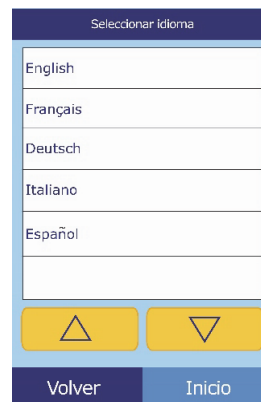 Seleccionar idioma
English
Français
Deutsch
Italiano
Español
Volver Inicio